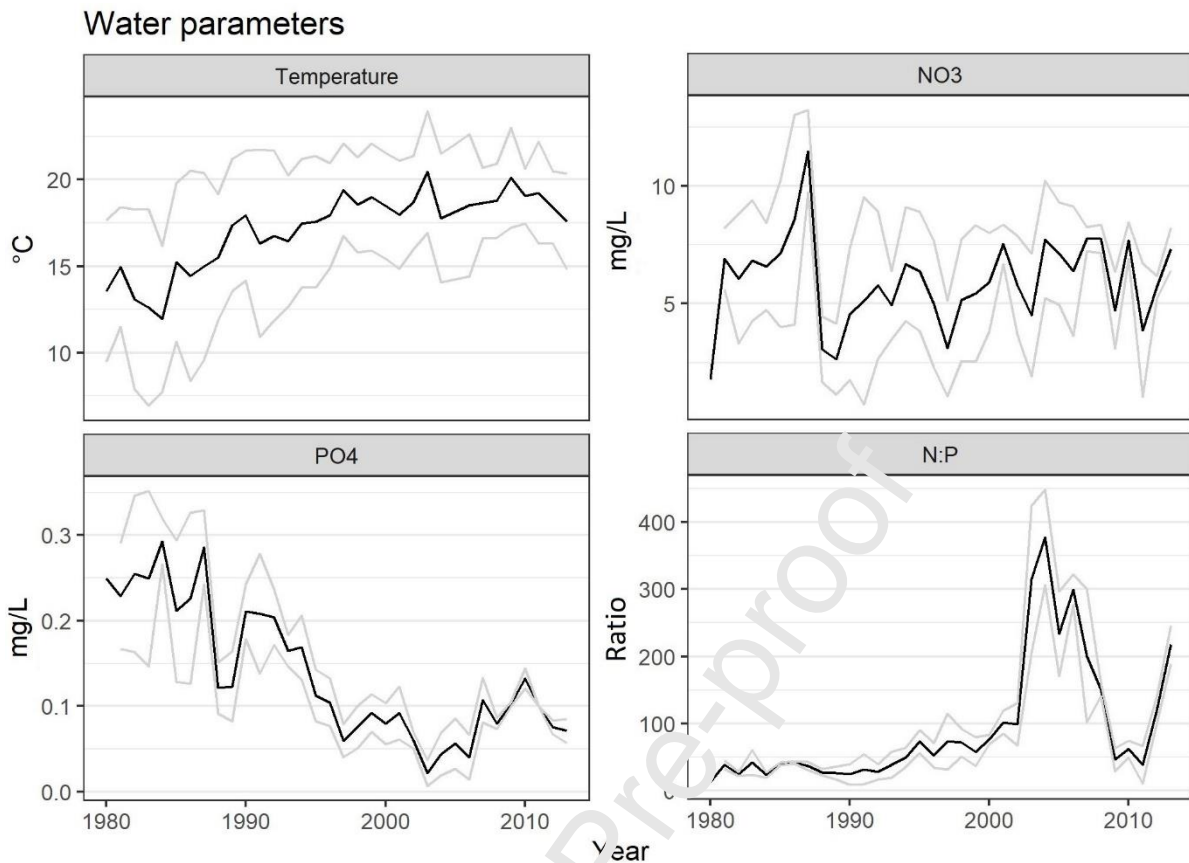 Water parameters
Temperature
NO3
°C
20
15
10
mg/L
10
5
PO4
N:P
mg/L
0.3
0.2
0.1
0.0
Ratio
400
300
200
100
0
1980 1990 2000 2010
1980 1990 2000 2010
Year
Pre-proof